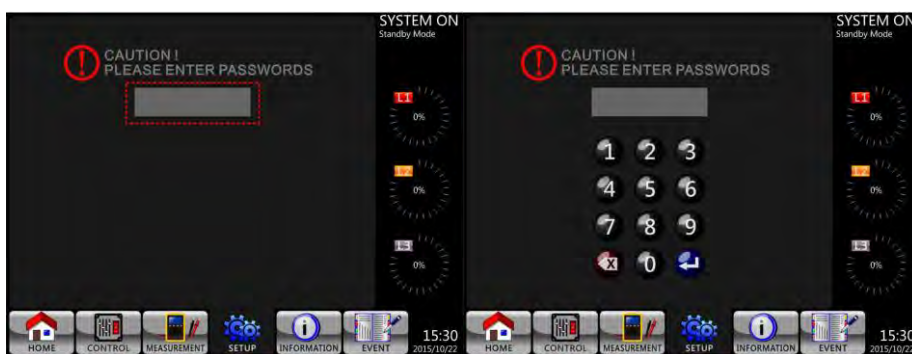 SYSTEM ON
Standby Mode
CAUTION !
PLEASE ENTER PASSWORDS
L1
0%
L2
0%
L3
0%
HOME
CONTROL
MEASUREMENT
SETUP
INFORMATION
EVENT
15:30
2015/10/22
SYSTEM ON
Standby Mode
CAUTION !
PLEASE ENTER PASSWORDS
1 2 3
4 5 6
7 8 9
X 0
L1
0%
L2
0%
L3
0%
HOME
CONTROL
MEASUREMENT
SETUP
INFORMATION
EVENT
15:30
2015/10/22